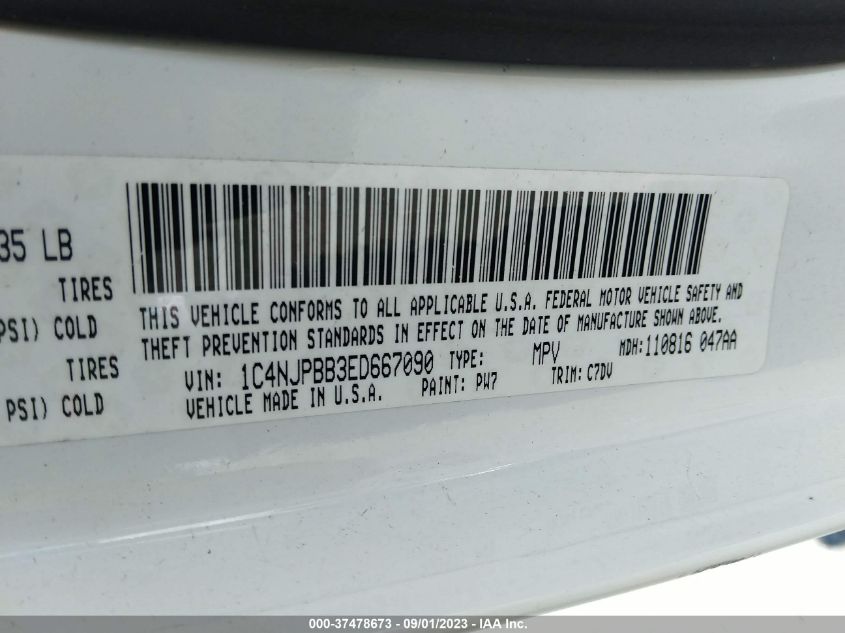 35 LB
TIRES
PSI) COLD
TIRES
PSI) COLD
THIS VEHICLE CONFORMS TO ALL APPLICABLE U.S.A. FEDERAL MOTOR VEHICLE SAFETY AND
THEFT PREVENTION STANDARDS IN EFFECT ON THE DATE OF MANUFACTURE SHOWN ABOVE.
VIN: 1C4NJPBB3ED667090 TYPE: MPV MDH:110816 047AA
VEHICLE MADE IN U.S.A. PAINT: PW7 TRIM: C7DV
000-37478673 - 09/01/2023 - IAA Inc.